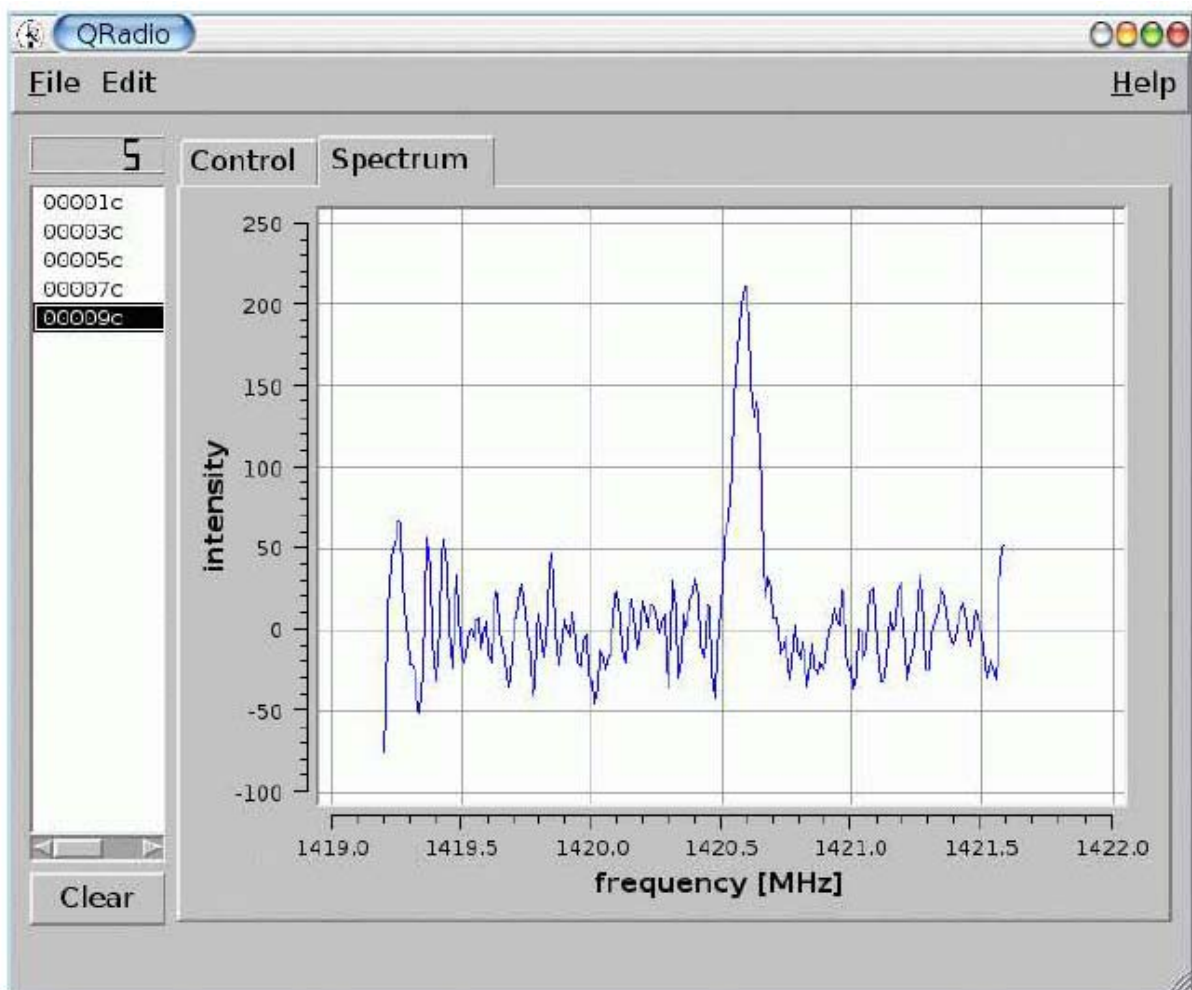 QRadio
File Edit Help
5
00001c
00003c
00005c
00007c
00009c
Clear
Control Spectrum
250
200
150
100
50
0
-50
-100
intensity
1419.0 1419.5 1420.0 1420.5 1421.0 1421.5 1422.0
frequency [MHz]